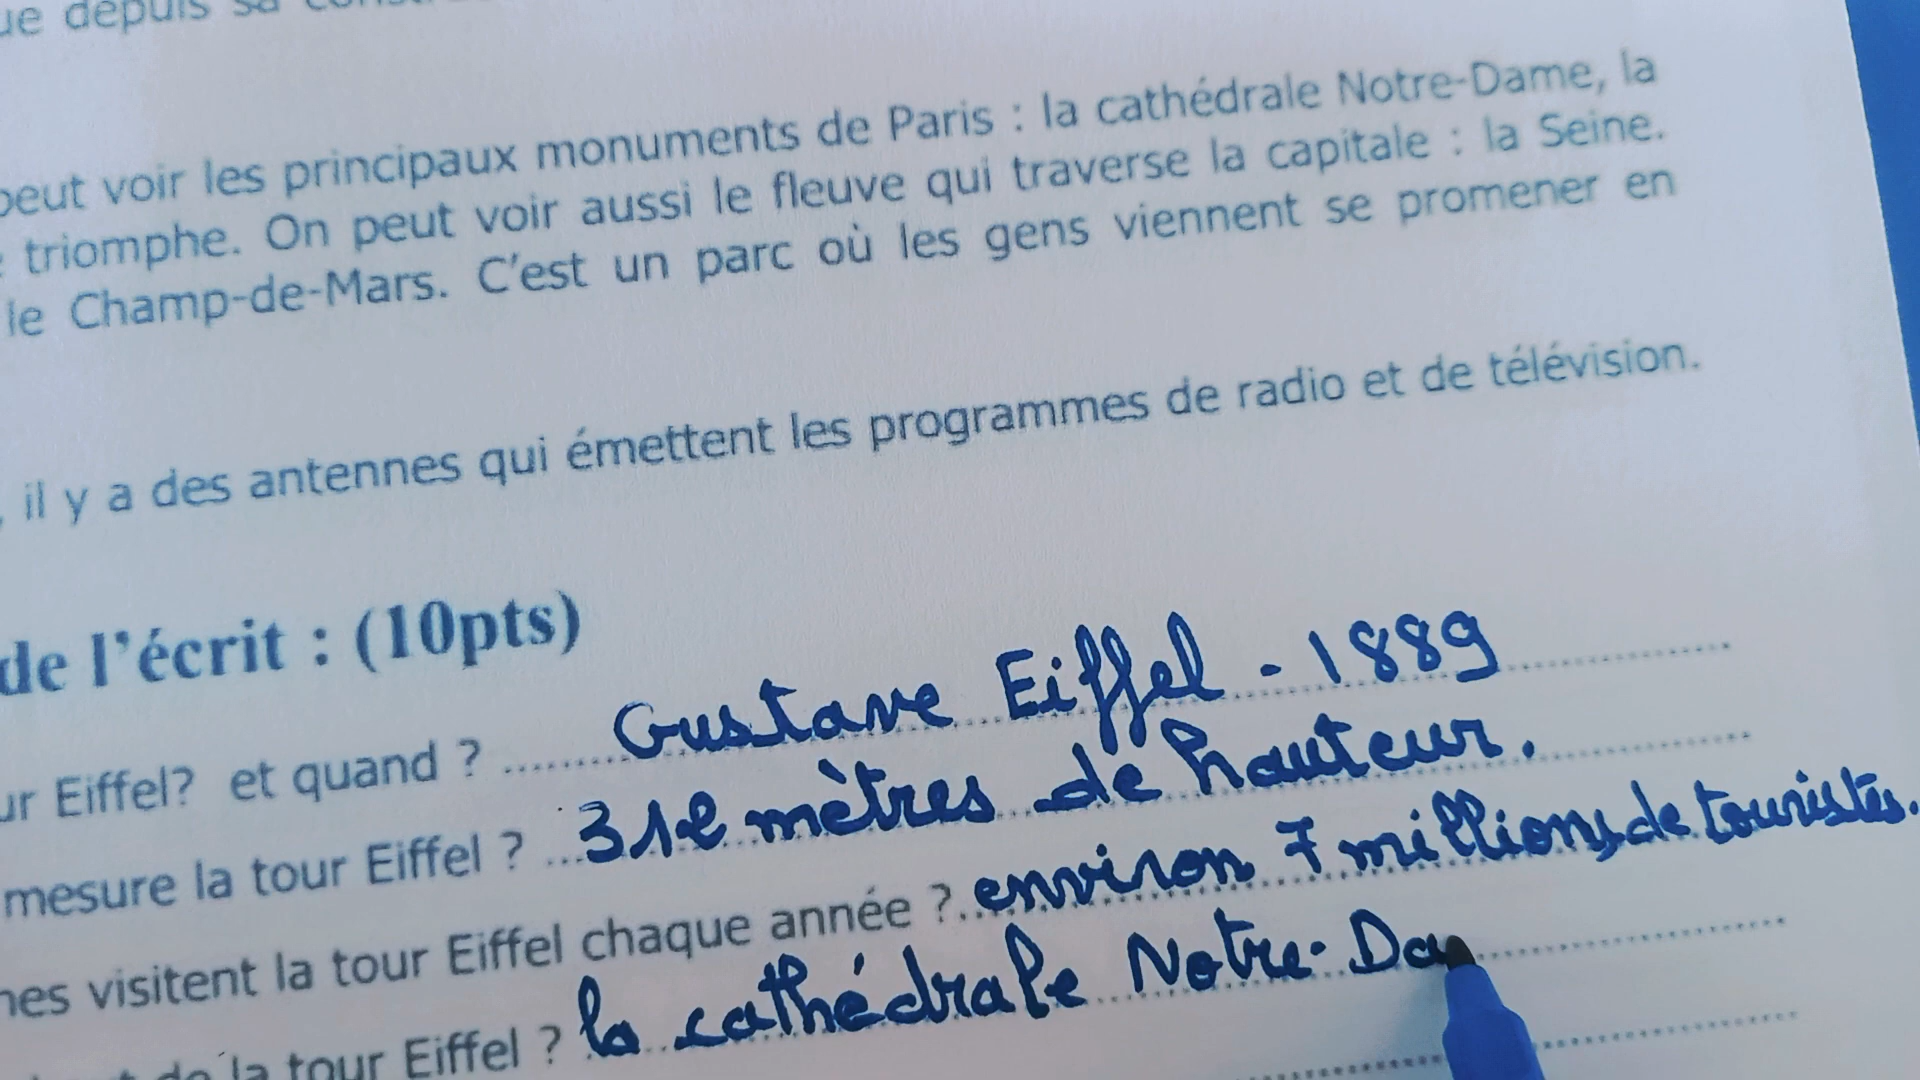 ue depuis sa
peut voir les principaux monuments de Paris : la cathédrale Notre-Dame, la
triomphe. On peut voir aussi le fleuve qui traverse la capitale : la Seine.
le Champ-de-Mars. C'est un parc où les gens viennent se promener en
, il y a des antennes qui émettent les programmes de radio et de télévision.
de l'écrit : (10pts)
ur Eiffel? et quand ? Gustave Eiffel - 1889
mesure la tour Eiffel ? 312 mètres de hauteur.
nes visitent la tour Eiffel chaque année ? environ 7 millions de touristes.
de la tour Eiffel ? la cathédrale Notre-Da